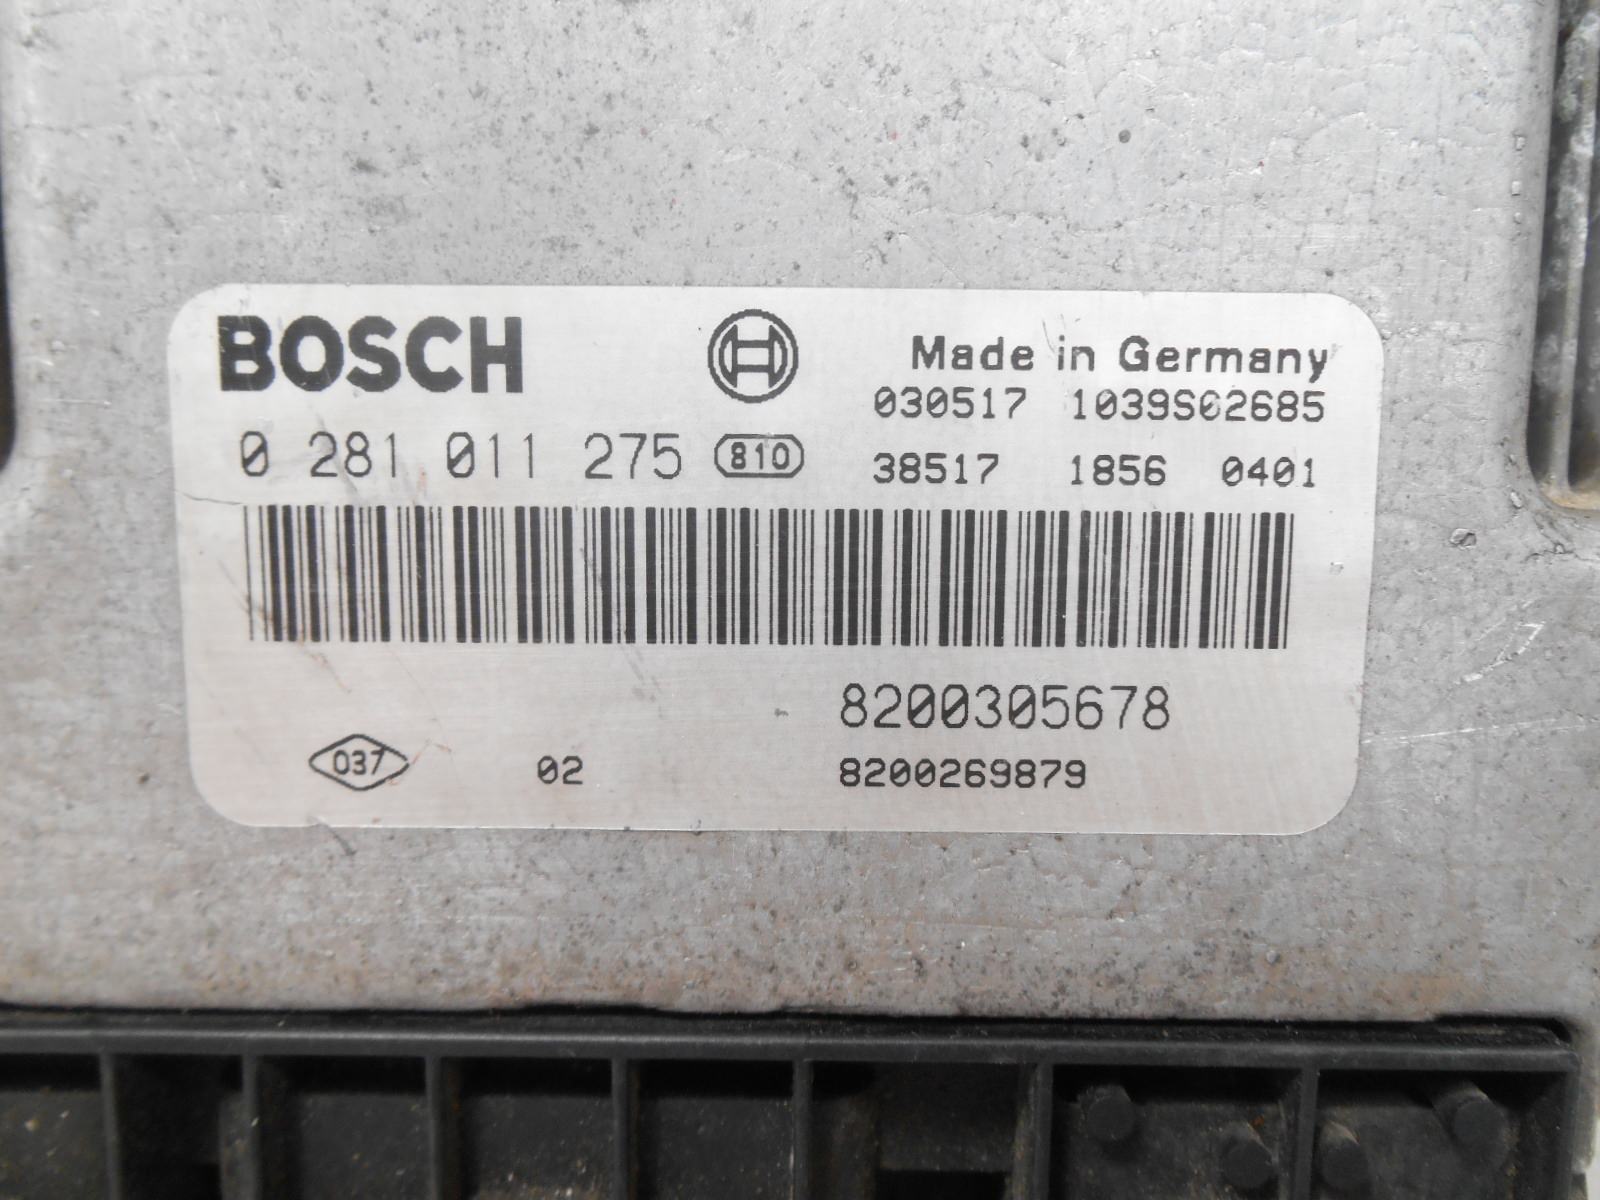 BOSCH
Made in Germany
030517 1039S02685
0 281 011 275 810
38517 1856 0401
8200305678
037 02 8200269879